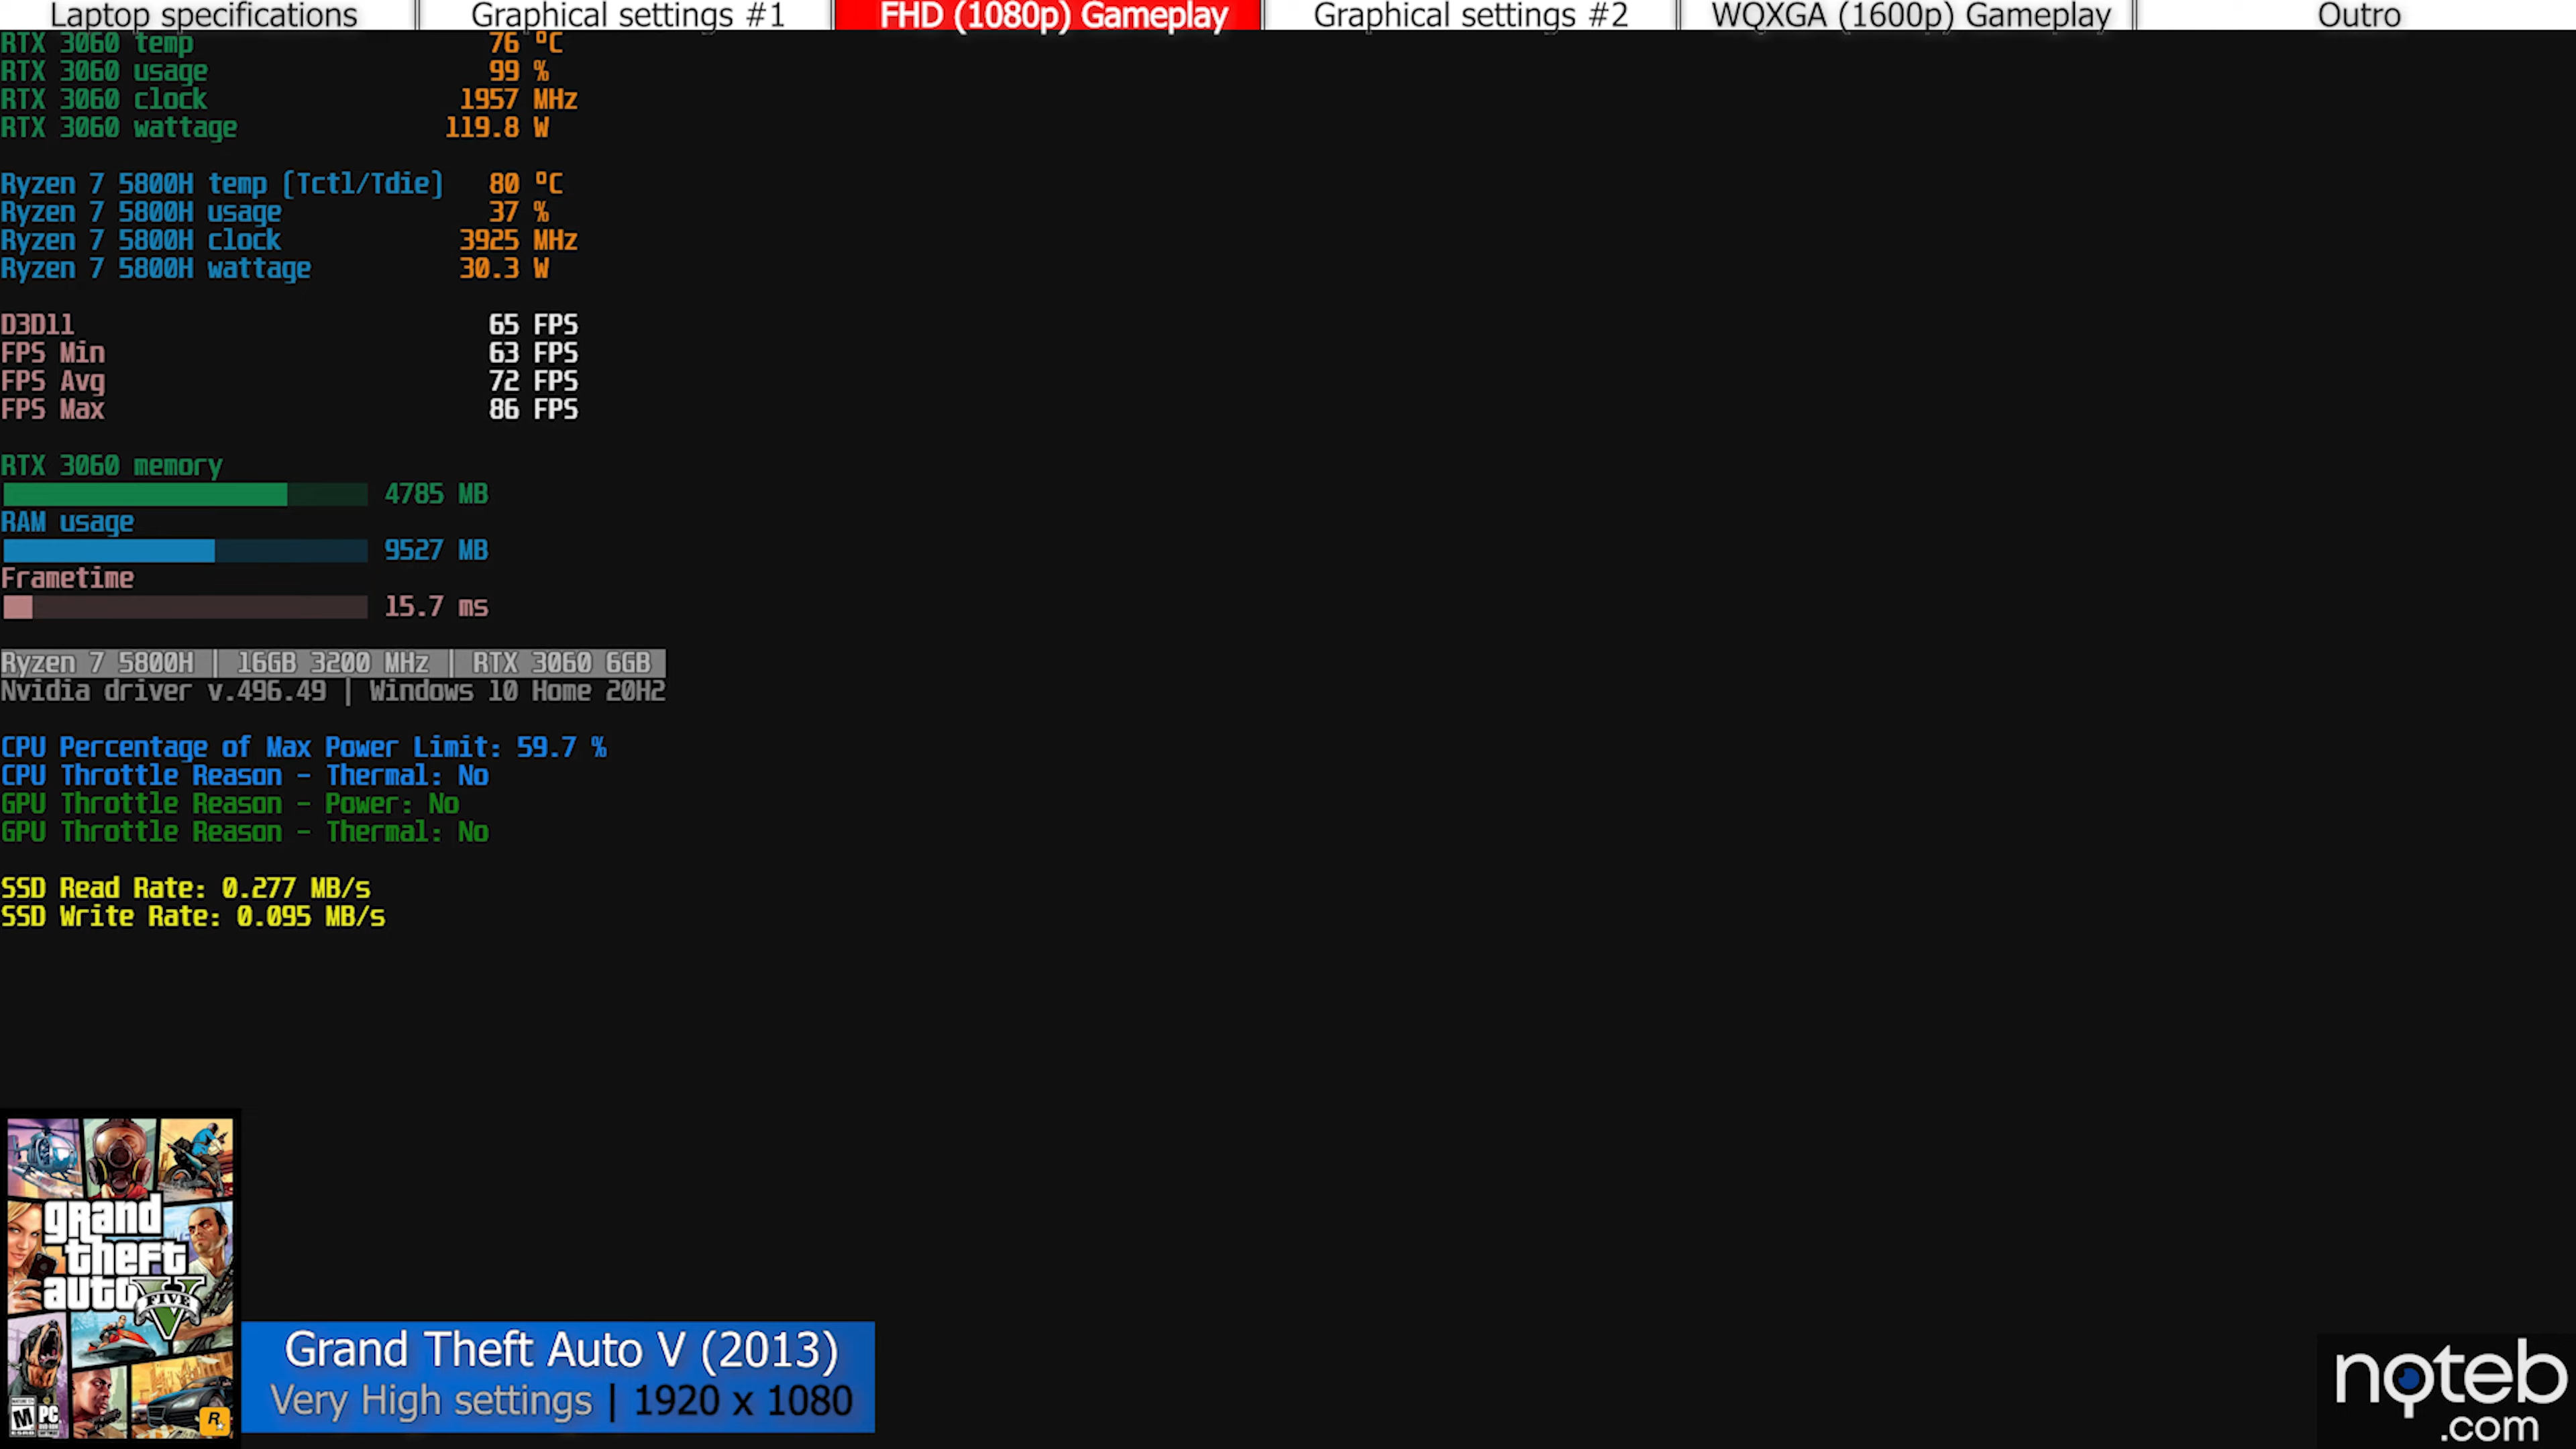 Laptop specifications
Graphical settings #1
FHD (1080p) Gameplay
Graphical settings #2
WQXGA (1600p) Gameplay
Outro
RTX 3060 temp 76 ºC
RTX 3060 usage 99 %
RTX 3060 clock 1957 MHz
RTX 3060 wattage 119.8 W
Ryzen 7 5800H temp (Tctl/Tdie) 80 ºC
Ryzen 7 5800H usage 37 %
Ryzen 7 5800H clock 3925 MHz
Ryzen 7 5800H wattage 30.3 W
D3D11 65 FPS
FPS Min 63 FPS
FPS Avg 72 FPS
FPS Max 86 FPS
RTX 3060 memory
4785 MB
RAM usage
9527 MB
Frametime
15.7 ms
Ryzen 7 5800H | 16GB 3200 MHz | RTX 3060 6GB
Nvidia driver v.496.49 | Windows 10 Home 20H2
CPU Percentage of Max Power Limit: 59.7 %
CPU Throttle Reason - Thermal: No
GPU Throttle Reason - Power: No
GPU Throttle Reason - Thermal: No
SSD Read Rate: 0.277 MB/s
SSD Write Rate: 0.095 MB/s
grand
theft
auto
V
FIVE
M
PC
ESRB
R
Grand Theft Auto V (2013)
Very High settings | 1920 x 1080
noteb
.com